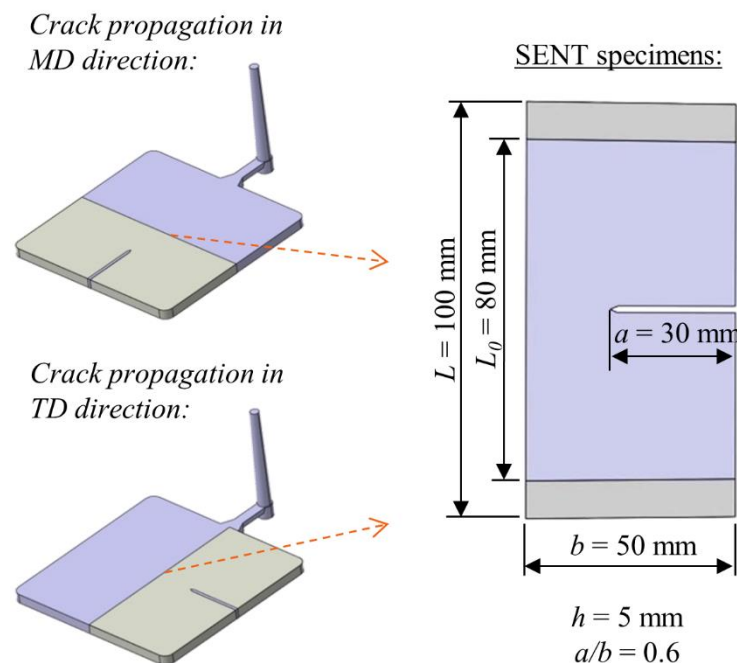 Crack propagation in
MD direction:
SENT specimens:
L = 100 mm
L0 = 80 mm
a = 30 mm
Crack propagation in
TD direction:
b = 50 mm
h = 5 mm
a/b = 0.6